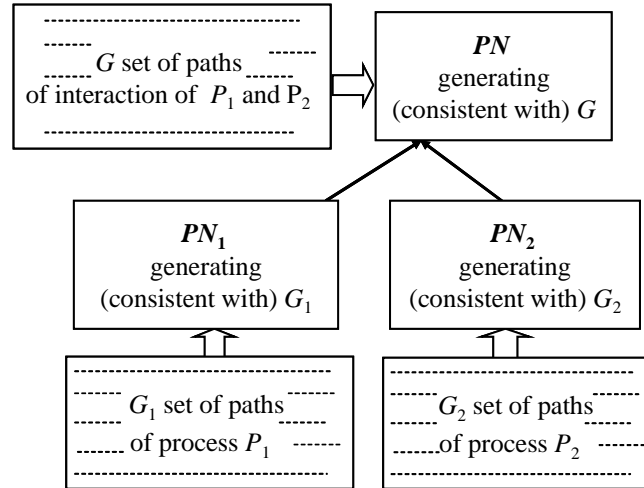 G set of paths
of interaction of P₁ and P₂
PN
generating
(consistent with) G
PN₁
generating
(consistent with) G₁
PN₂
generating
(consistent with) G₂
G₁ set of paths
of process P₁
G₂ set of paths
of process P₂